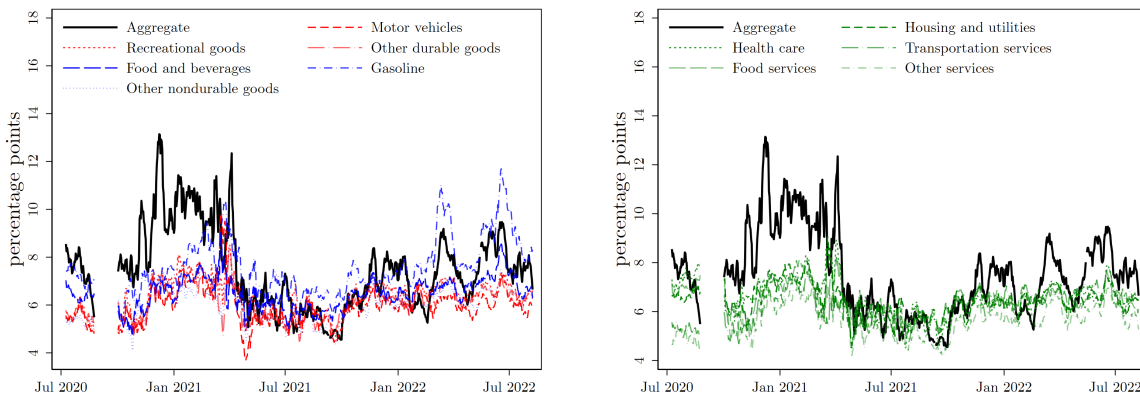 Aggregate Motor vehicles
Recreational goods Other durable goods
Food and beverages Gasoline
Other nondurable goods
percentage points
18
16
14
12
10
8
6
4
Jul 2020 Jan 2021 Jul 2021 Jan 2022 Jul 2022
Aggregate Housing and utilities
Health care Transportation services
Food services Other services
percentage points
18
16
14
12
10
8
6
4
Jul 2020 Jan 2021 Jul 2021 Jan 2022 Jul 2022